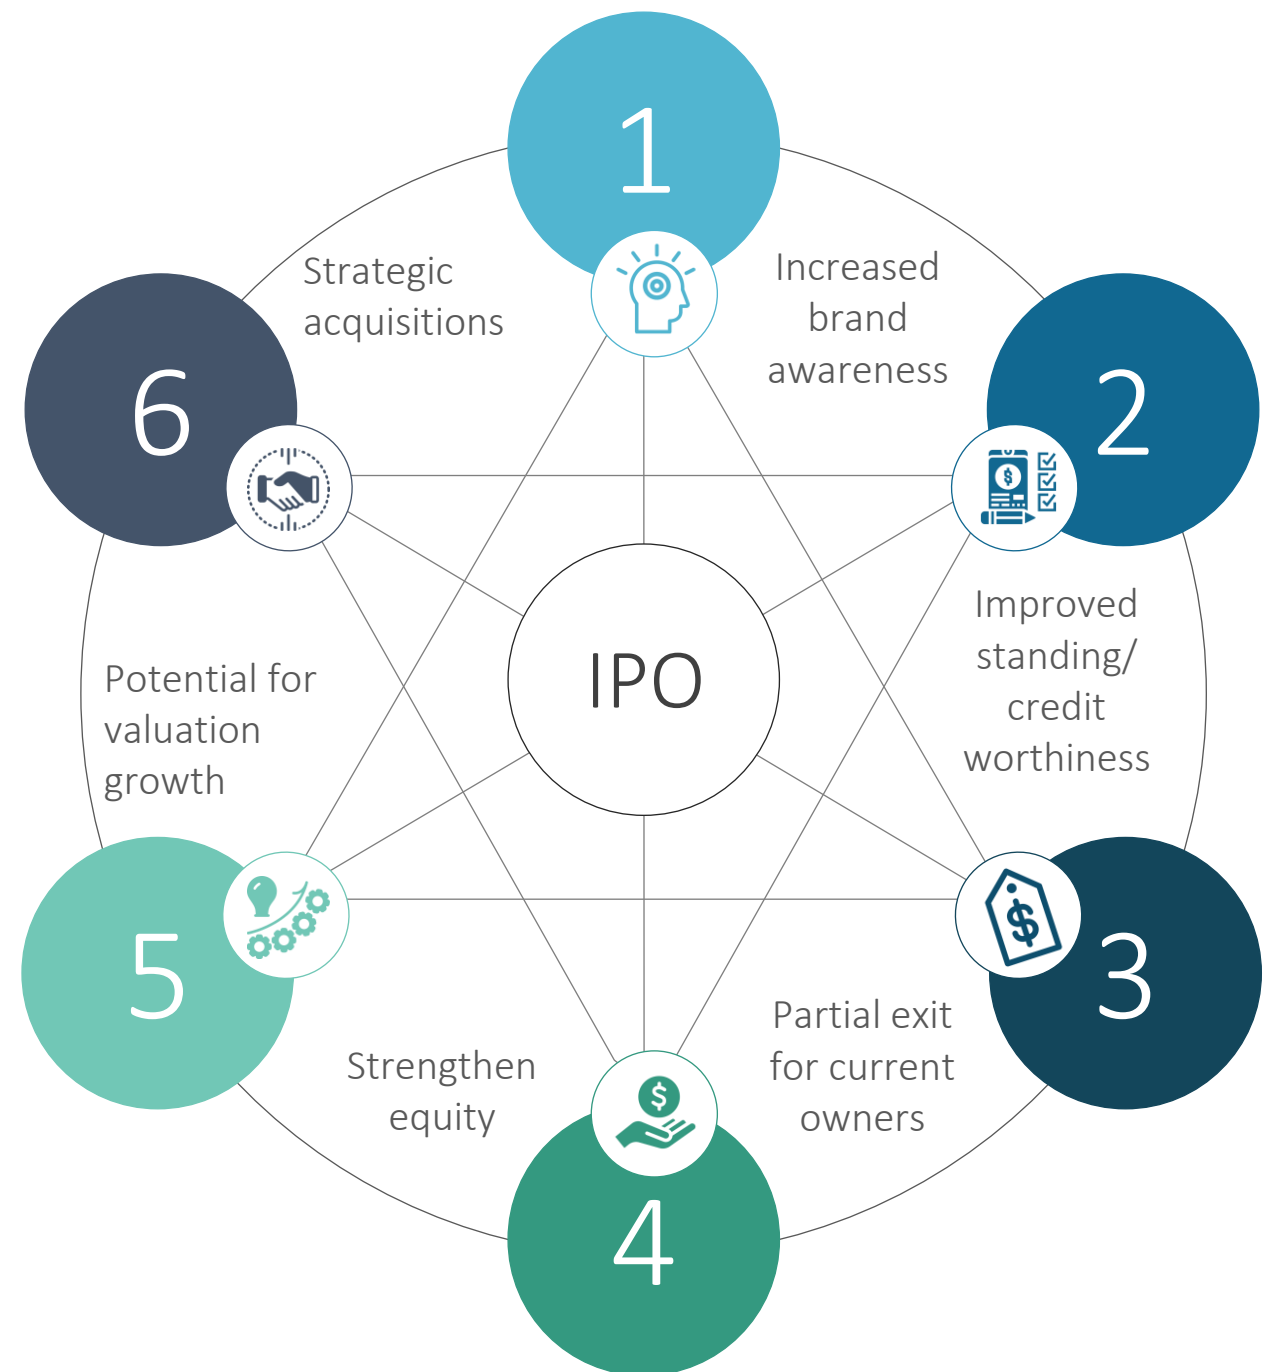 1
Increased
brand
awareness
2
Improved
standing/
credit
worthiness
3
Partial exit
for current
owners
4
Strengthen
equity
5
Potential for
valuation
growth
6
Strategic
acquisitions
IPO
$
$
$